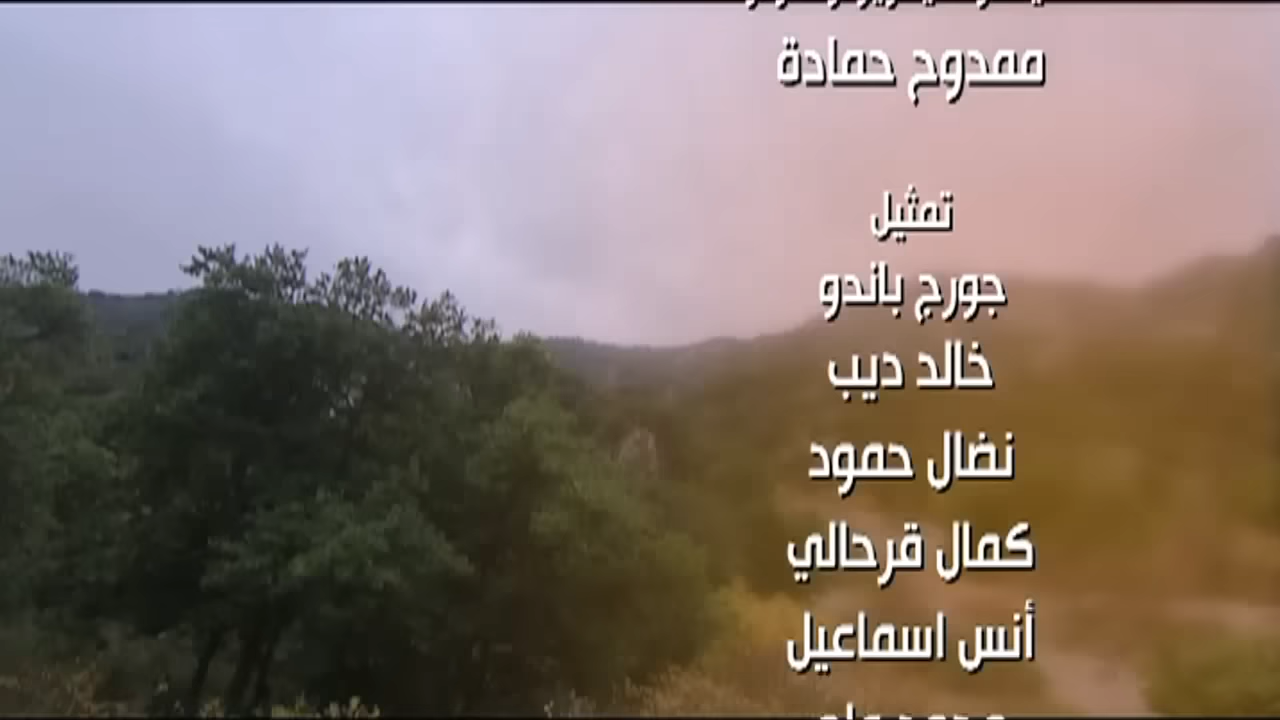 ممدوح حمادة
تمثيل
جورج باندو
خالد ديب
نضال حمود
كمال قرحالي
أنس اسماعيل